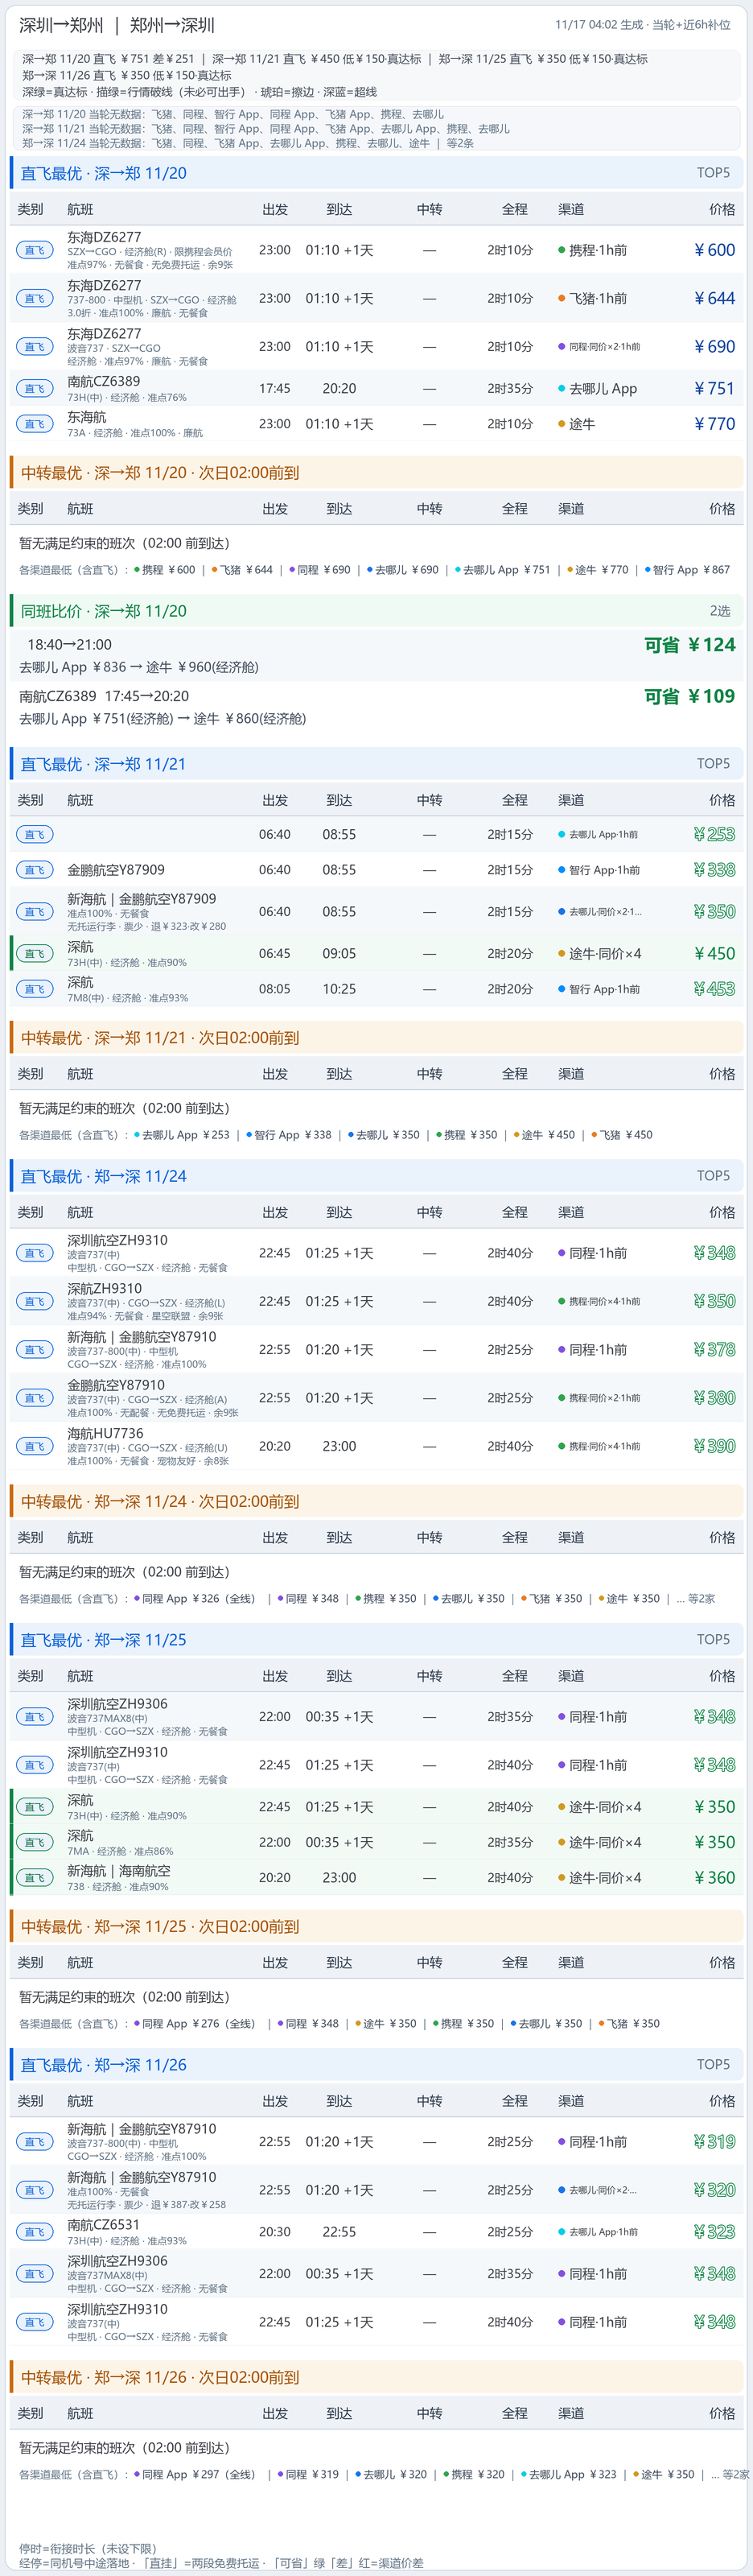 深圳→郑州 | 郑州→深圳
11/17 04:02 生成 · 当轮+近6h补位
深→郑 11/20 直飞 ¥751 差¥251 | 深→郑 11/21 直飞 ¥450 低¥150·真达标 | 郑→深 11/25 直飞 ¥350 低¥150·真达标
郑→深 11/26 直飞 ¥350 低¥150·真达标
深绿=真达标 · 描绿=行情破线（未必可出手） · 琥珀=擦边 · 深蓝=超线
深→郑 11/20 当轮无数据：飞猪、同程、智行 App、同程 App、飞猪 App、携程、去哪儿
深→郑 11/21 当轮无数据：飞猪、同程、智行 App、同程 App、飞猪 App、去哪儿 App、携程、去哪儿
郑→深 11/24 当轮无数据：飞猪、同程、飞猪 App、去哪儿 App、携程、去哪儿、途牛 | 等2条
直飞最优 · 深→郑 11/20 TOP5
类别 航班 出发 到达 中转 全程 渠道 价格
直飞 东海DZ6277 23:00 01:10 +1天 — 2时10分 携程·1h前 ¥600
SZX→CGO · 经济舱(R) · 限携程会员价
准点97% · 无餐食 · 无免费托运 · 余9张
直飞 东海DZ6277 23:00 01:10 +1天 — 2时10分 飞猪·1h前 ¥644
737-800 · 中型机 · SZX→CGO · 经济舱
3.0折 · 准点100% · 廉航 · 无餐食
直飞 东海DZ6277 23:00 01:10 +1天 — 2时10分 同程·同价×2·1h前 ¥690
波音737 · SZX→CGO
经济舱 · 准点97% · 廉航 · 无餐食
直飞 南航CZ6389 17:45 20:20 — 2时35分 去哪儿 App ¥751
73H(中) · 经济舱 · 准点76%
直飞 东海航 23:00 01:10 +1天 — 2时10分 途牛 ¥770
73A · 经济舱 · 准点100% · 廉航
中转最优 · 深→郑 11/20 · 次日02:00前到
类别 航班 出发 到达 中转 全程 渠道 价格
暂无满足约束的班次（02:00 前到达）
各渠道最低（含直飞）: 携程 ¥600 | 飞猪 ¥644 | 同程 ¥690 | 去哪儿 ¥690 | 去哪儿 App ¥751 | 途牛 ¥770 | 智行 App ¥867
同班比价 · 深→郑 11/20 2选
18:40→21:00 可省 ¥124
去哪儿 App ¥836 → 途牛 ¥960(经济舱)
南航CZ6389 17:45→20:20 可省 ¥109
去哪儿 App ¥751(经济舱) → 途牛 ¥860(经济舱)
直飞最优 · 深→郑 11/21 TOP5
类别 航班 出发 到达 中转 全程 渠道 价格
直飞 06:40 08:55 — 2时15分 去哪儿 App·1h前 ¥253
直飞 金鹏航空Y87909 06:40 08:55 — 2时15分 智行 App·1h前 ¥338
直飞 新海航 | 金鹏航空Y87909 06:40 08:55 — 2时15分 去哪儿·同价×2·1... ¥350
准点100% · 无餐食
无托运行李 · 票少 · 退¥323·改¥280
直飞 深航 06:45 09:05 — 2时20分 途牛·同价×4 ¥450
73H(中) · 经济舱 · 准点90%
直飞 深航 08:05 10:25 — 2时20分 智行 App·1h前 ¥453
7M8(中) · 经济舱 · 准点93%
中转最优 · 深→郑 11/21 · 次日02:00前到
类别 航班 出发 到达 中转 全程 渠道 价格
暂无满足约束的班次（02:00 前到达）
各渠道最低（含直飞）: 去哪儿 App ¥253 | 智行 App ¥338 | 去哪儿 ¥350 | 携程 ¥350 | 途牛 ¥450 | 飞猪 ¥450
直飞最优 · 郑→深 11/24 TOP5
类别 航班 出发 到达 中转 全程 渠道 价格
直飞 深圳航空ZH9310 22:45 01:25 +1天 — 2时40分 同程·1h前 ¥348
波音737(中)
中型机 · CGO→SZX · 经济舱 · 无餐食
直飞 深航ZH9310 22:45 01:25 +1天 — 2时40分 携程·同价×4·1h前 ¥350
波音737(中) · CGO→SZX · 经济舱(L)
准点94% · 无餐食 · 星空联盟 · 余9张
直飞 新海航 | 金鹏航空Y87910 22:55 01:20 +1天 — 2时25分 同程·1h前 ¥378
波音737-800(中) · 中型机
CGO→SZX · 经济舱 · 准点100%
直飞 金鹏航空Y87910 22:55 01:20 +1天 — 2时25分 携程·同价×2·1h前 ¥380
波音737(中) · CGO→SZX · 经济舱(A)
准点100% · 无配餐 · 无免费托运 · 余9张
直飞 海航HU7736 20:20 23:00 — 2时40分 携程·同价×4·1h前 ¥390
波音737(中) · CGO→SZX · 经济舱(U)
准点100% · 无餐食 · 宠物友好 · 余8张
中转最优 · 郑→深 11/24 · 次日02:00前到
类别 航班 出发 到达 中转 全程 渠道 价格
暂无满足约束的班次（02:00 前到达）
各渠道最低（含直飞）: 同程 App ¥326（全线） | 同程 ¥348 | 携程 ¥350 | 去哪儿 ¥350 | 飞猪 ¥350 | 途牛 ¥350 | ... 等2家
直飞最优 · 郑→深 11/25 TOP5
类别 航班 出发 到达 中转 全程 渠道 价格
直飞 深圳航空ZH9306 22:00 00:35 +1天 — 2时35分 同程·1h前 ¥348
波音737MAX8(中)
中型机 · CGO→SZX · 经济舱 · 无餐食
直飞 深圳航空ZH9310 22:45 01:25 +1天 — 2时40分 同程·1h前 ¥348
波音737(中)
中型机 · CGO→SZX · 经济舱 · 无餐食
直飞 深航 22:45 01:25 +1天 — 2时40分 途牛·同价×4 ¥350
73H(中) · 经济舱 · 准点90%
直飞 深航 22:00 00:35 +1天 — 2时35分 途牛·同价×4 ¥350
7MA · 经济舱 · 准点86%
直飞 新海航 | 海南航空 20:20 23:00 — 2时40分 途牛·同价×4 ¥360
738 · 经济舱 · 准点90%
中转最优 · 郑→深 11/25 · 次日02:00前到
类别 航班 出发 到达 中转 全程 渠道 价格
暂无满足约束的班次（02:00 前到达）
各渠道最低（含直飞）: 同程 App ¥276（全线） | 同程 ¥348 | 途牛 ¥350 | 携程 ¥350 | 去哪儿 ¥350 | 飞猪 ¥350
直飞最优 · 郑→深 11/26 TOP5
类别 航班 出发 到达 中转 全程 渠道 价格
直飞 新海航 | 金鹏航空Y87910 22:55 01:20 +1天 — 2时25分 同程·1h前 ¥319
波音737-800(中) · 中型机
CGO→SZX · 经济舱 · 准点100%
直飞 新海航 | 金鹏航空Y87910 22:55 01:20 +1天 — 2时25分 去哪儿·同价×2·... ¥320
准点100% · 无餐食
无托运行李 · 票少 · 退¥387·改¥258
直飞 南航CZ6531 20:30 22:55 — 2时25分 去哪儿 App·1h前 ¥323
73H(中) · 经济舱 · 准点93%
直飞 深圳航空ZH9306 22:00 00:35 +1天 — 2时35分 同程·1h前 ¥348
波音737MAX8(中)
中型机 · CGO→SZX · 经济舱 · 无餐食
直飞 深圳航空ZH9310 22:45 01:25 +1天 — 2时40分 同程·1h前 ¥348
波音737(中)
中型机 · CGO→SZX · 经济舱 · 无餐食
中转最优 · 郑→深 11/26 · 次日02:00前到
类别 航班 出发 到达 中转 全程 渠道 价格
暂无满足约束的班次（02:00 前到达）
各渠道最低（含直飞）: 同程 App ¥297（全线） | 同程 ¥319 | 去哪儿 ¥320 | 携程 ¥320 | 去哪儿 App ¥323 | 途牛 ¥350 | ... 等2家
停时=衔接时长（未设下限）
经停=同机号中途落地 · 「直挂」=两段免费托运 · 「可省」绿「差」红=渠道价差